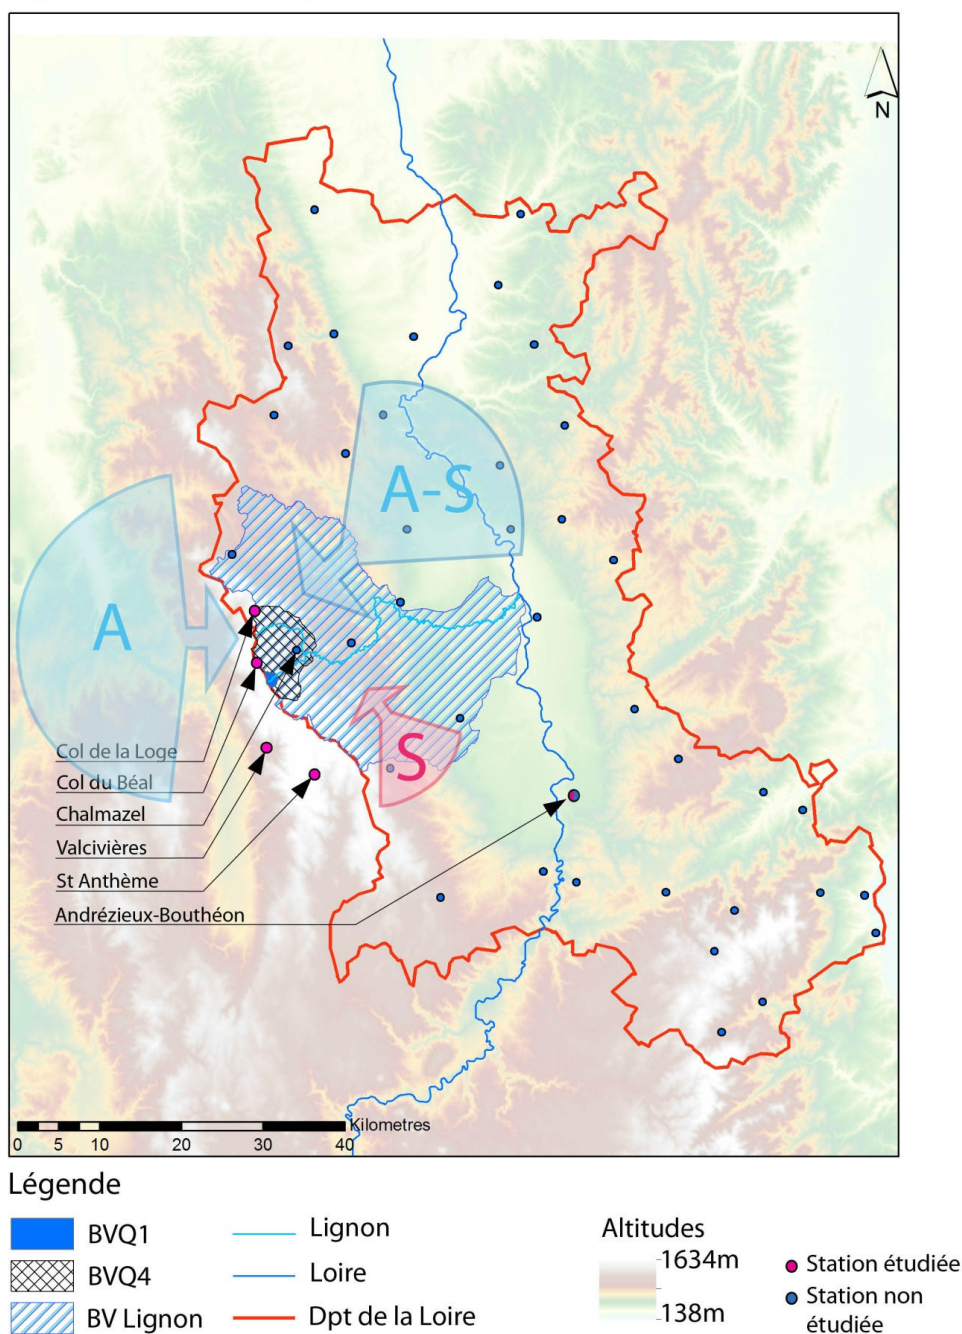 N
A-S
A
S
Col de la Loge
Col du Béal
Chalmazel
Valcivières
St Anthème
Andrézieux-Bouthéon
Kilometres
0 5 10 20 30 40
Légende
BVQ1
BVQ4
BV Lignon
Lignon
Loire
Dpt de la Loire
Altitudes
1634m
138m
Station étudiée
Station non
étudiée